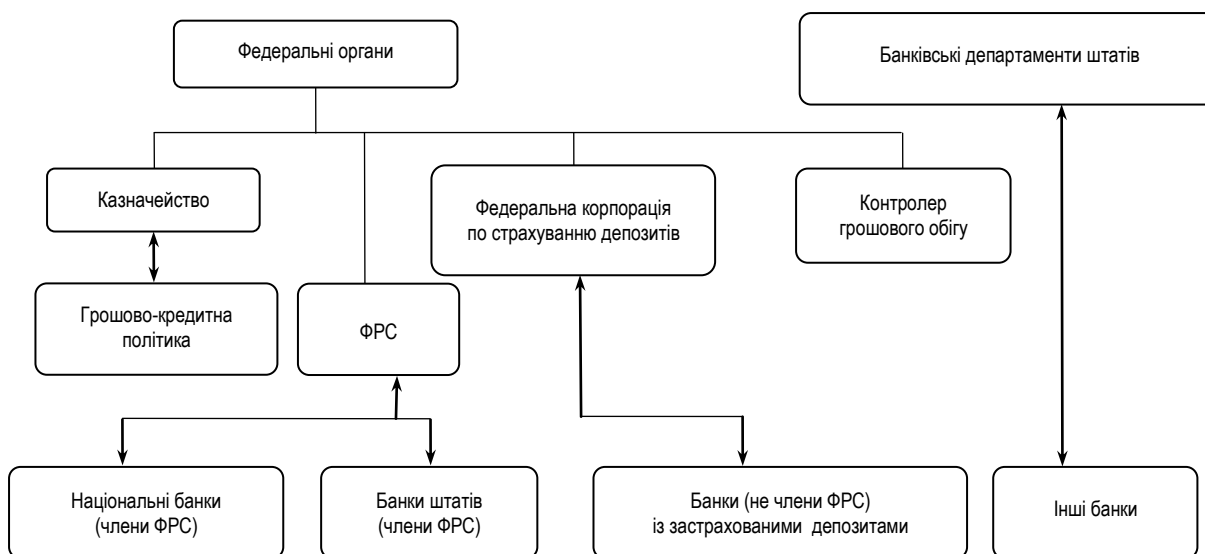 Федеральні органи
Банківські департаменти штатів
Казначейство
Федеральна корпорація
по страхуванню депозитів
Контролер
грошового обігу
Грошово-кредитна
політика
ФРС
Національні банки
(члени ФРС)
Банки штатів
(члени ФРС)
Банки (не члени ФРС)
із застрахованими депозитами
Інші банки